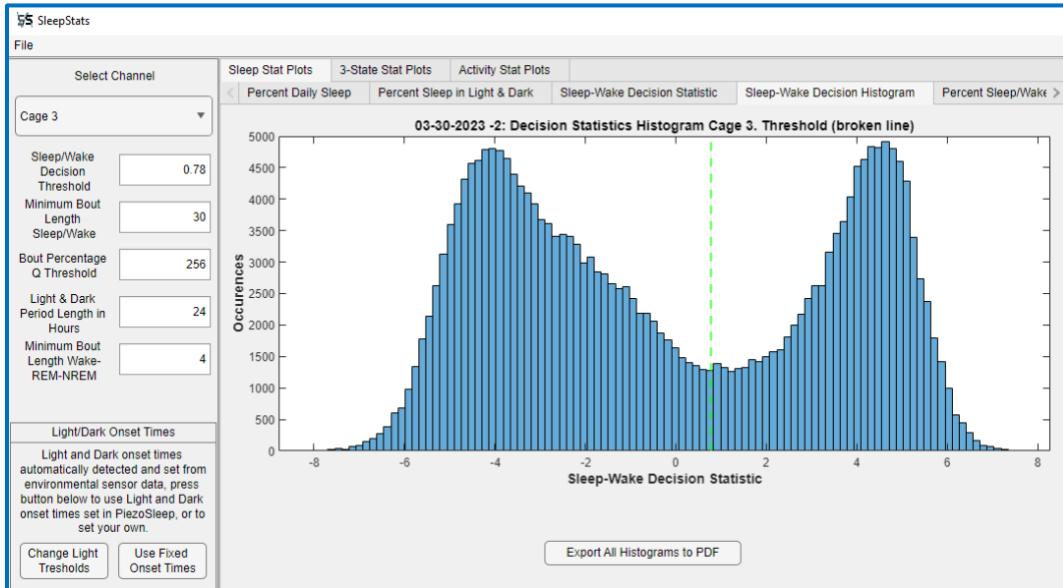 SleepStats
File
Select Channel
Cage 3
Sleep/Wake
Decision
Threshold
0.78
Minimum Bout
Length
Sleep/Wake
30
Bout Percentage
Q Threshold
256
Light & Dark
Period Length in
Hours
24
Minimum Bout
Length Wake-
REM-NREM
4
Light/Dark Onset Times
Light and Dark onset times
automatically detected and set from
environmental sensor data, press
button below to use Light and Dark
onset times set in PiezoSleep, or to
set your own.
Change Light
Tresholds
Use Fixed
Onset Times
Sleep Stat Plots
3-State Stat Plots
Activity Stat Plots
Percent Daily Sleep
Percent Sleep in Light & Dark
Sleep-Wake Decision Statistic
Sleep-Wake Decision Histogram
Percent Sleep/Wake
03-30-2023 -2: Decision Statistics Histogram Cage 3. Threshold (broken line)
Occurences
5000
4500
4000
3500
3000
2500
2000
1500
1000
500
0
-8 -6 -4 -2 0 2 4 6 8
Sleep-Wake Decision Statistic
Export All Histograms to PDF